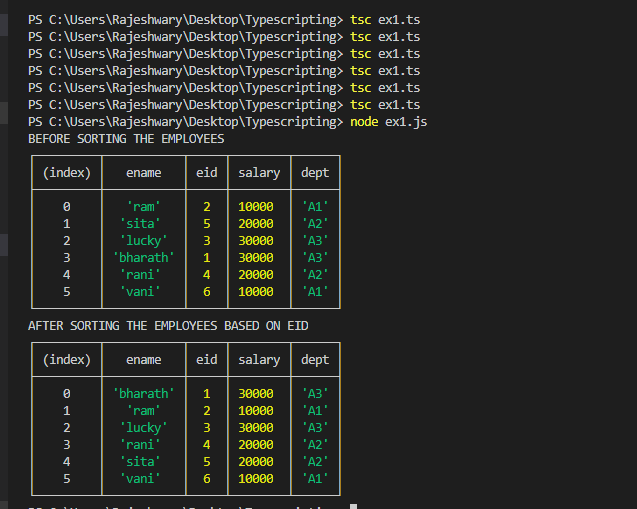 PS C:\Users\Rajeshwary\Desktop\Typescripting> tsc ex1.ts
PS C:\Users\Rajeshwary\Desktop\Typescripting> tsc ex1.ts
PS C:\Users\Rajeshwary\Desktop\Typescripting> tsc ex1.ts
PS C:\Users\Rajeshwary\Desktop\Typescripting> tsc ex1.ts
PS C:\Users\Rajeshwary\Desktop\Typescripting> tsc ex1.ts
PS C:\Users\Rajeshwary\Desktop\Typescripting> tsc ex1.ts
PS C:\Users\Rajeshwary\Desktop\Typescripting> node ex1.js
BEFORE SORTING THE EMPLOYEES
(index) ename eid salary dept
0 'ram' 2 10000 'A1'
1 'sita' 5 20000 'A2'
2 'lucky' 3 30000 'A3'
3 'bharath' 1 30000 'A3'
4 'rani' 4 20000 'A2'
5 'vani' 6 10000 'A1'
AFTER SORTING THE EMPLOYEES BASED ON EID
(index) ename eid salary dept
0 'bharath' 1 30000 'A3'
1 'ram' 2 10000 'A1'
2 'lucky' 3 30000 'A3'
3 'rani' 4 20000 'A2'
4 'sita' 5 20000 'A2'
5 'vani' 6 10000 'A1'